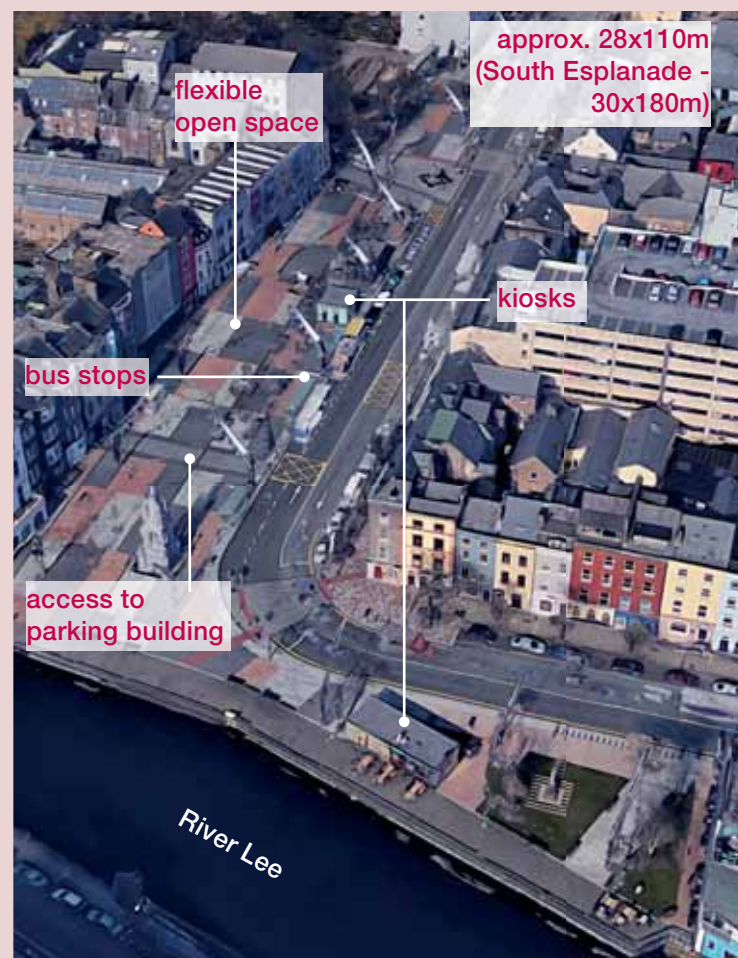 approx. 28x110m
(South Esplanade -
30x180m)
flexible
open space
kiosks
bus stops
access to
parking building
River Lee